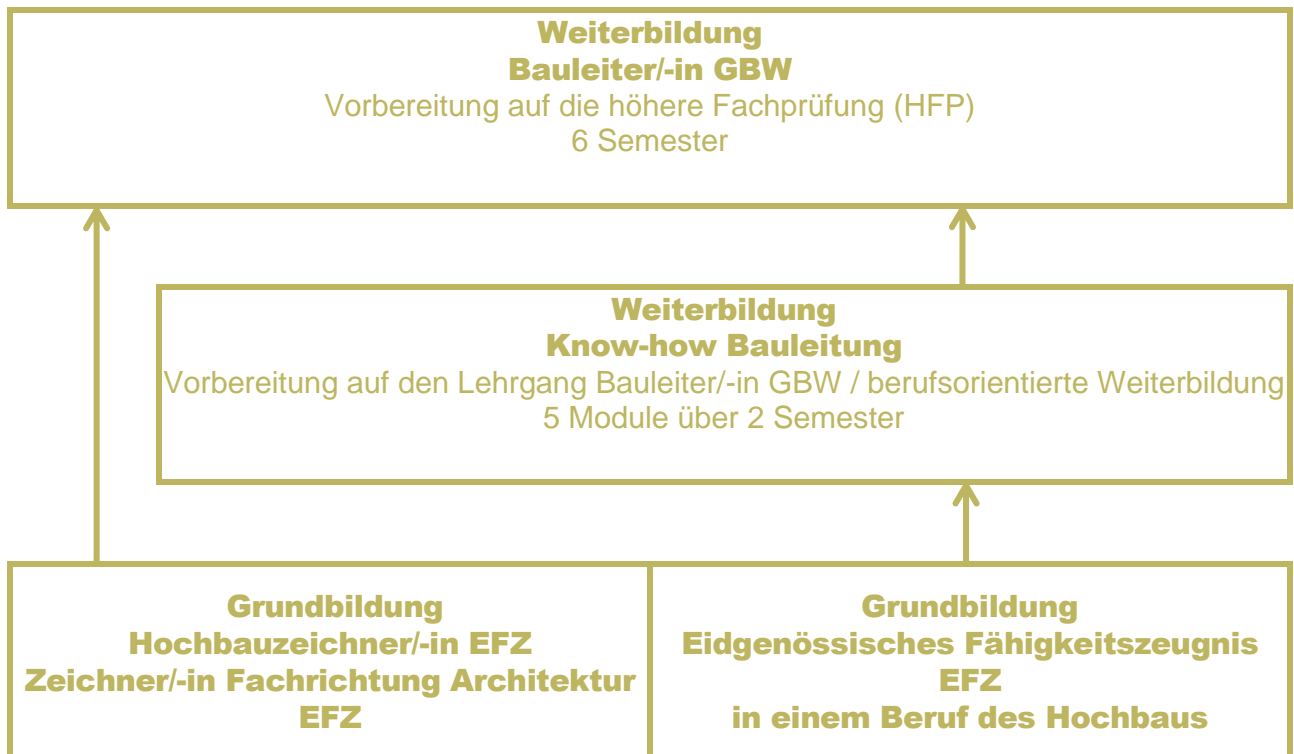 Weiterbildung
Bauleiter/-in GBW
Vorbereitung auf die höhere Fachprüfung (HFP)
6 Semester
Weiterbildung
Know-how Bauleitung
Vorbereitung auf den Lehrgang Bauleiter/-in GBW / berufsorientierte Weiterbildung
5 Module über 2 Semester
Grundbildung
Hochbauzeichner/-in EFZ
Zeichner/-in Fachrichtung Architektur
EFZ
Grundbildung
Eidgenössisches Fähigkeitszeugnis
EFZ
in einem Beruf des Hochbaus